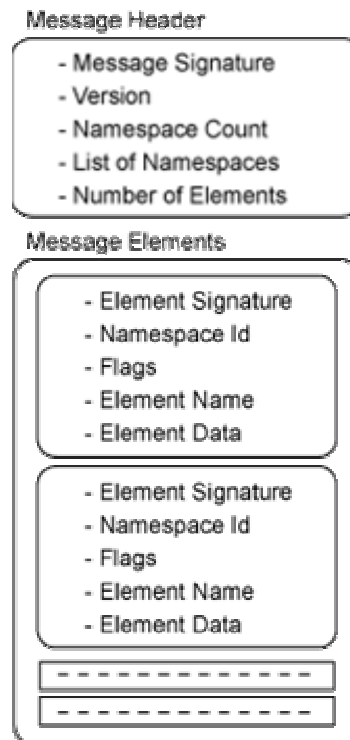 Message Header
- Message Signature
- Version
- Namespace Count
- List of Namespaces
- Number of Elements
Message Elements
- Element Signature
- Namespace Id
- Flags
- Element Name
- Element Data
- Element Signature
- Namespace Id
- Flags
- Element Name
- Element Data